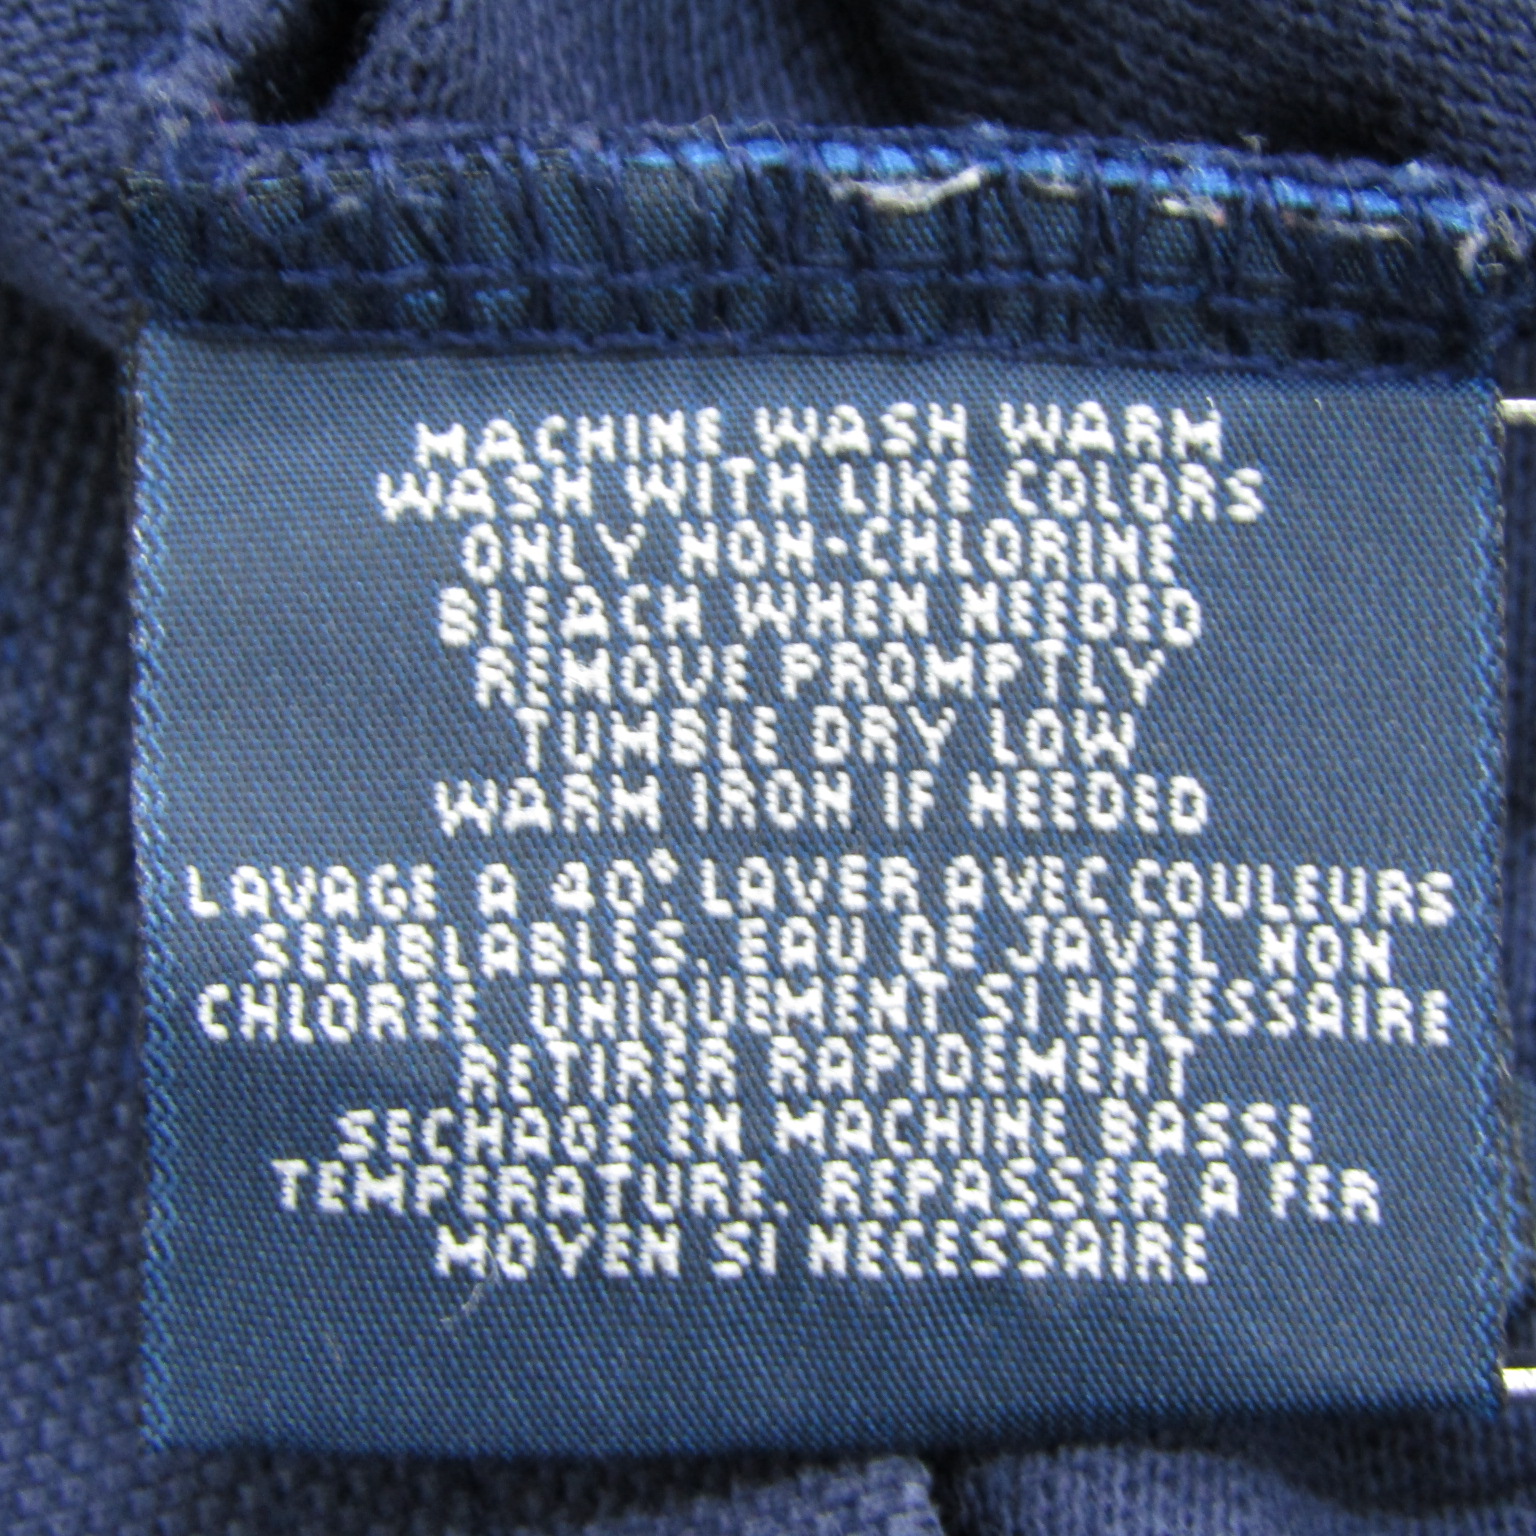 MACHINE WASH WARM
WASH WITH LIKE COLORS
ONLY NON-CHLORINE
BLEACH WHEN NEEDED
REMOVE PROMPTLY
TUMBLE DRY LOW
WARM IRON IF NEEDED
LAVAGE A 40°. LAVER AVEC COULEURS
SEMBLABLES. EAU DE JAVEL NON
CHLOREE UNIQUEMENT SI NECESSAIRE
RETIRER RAPIDEMENT
SECHAGE EN MACHINE BASSE
TEMPERATURE. REPASSER A FER
MOYEN SI NECESSAIRE